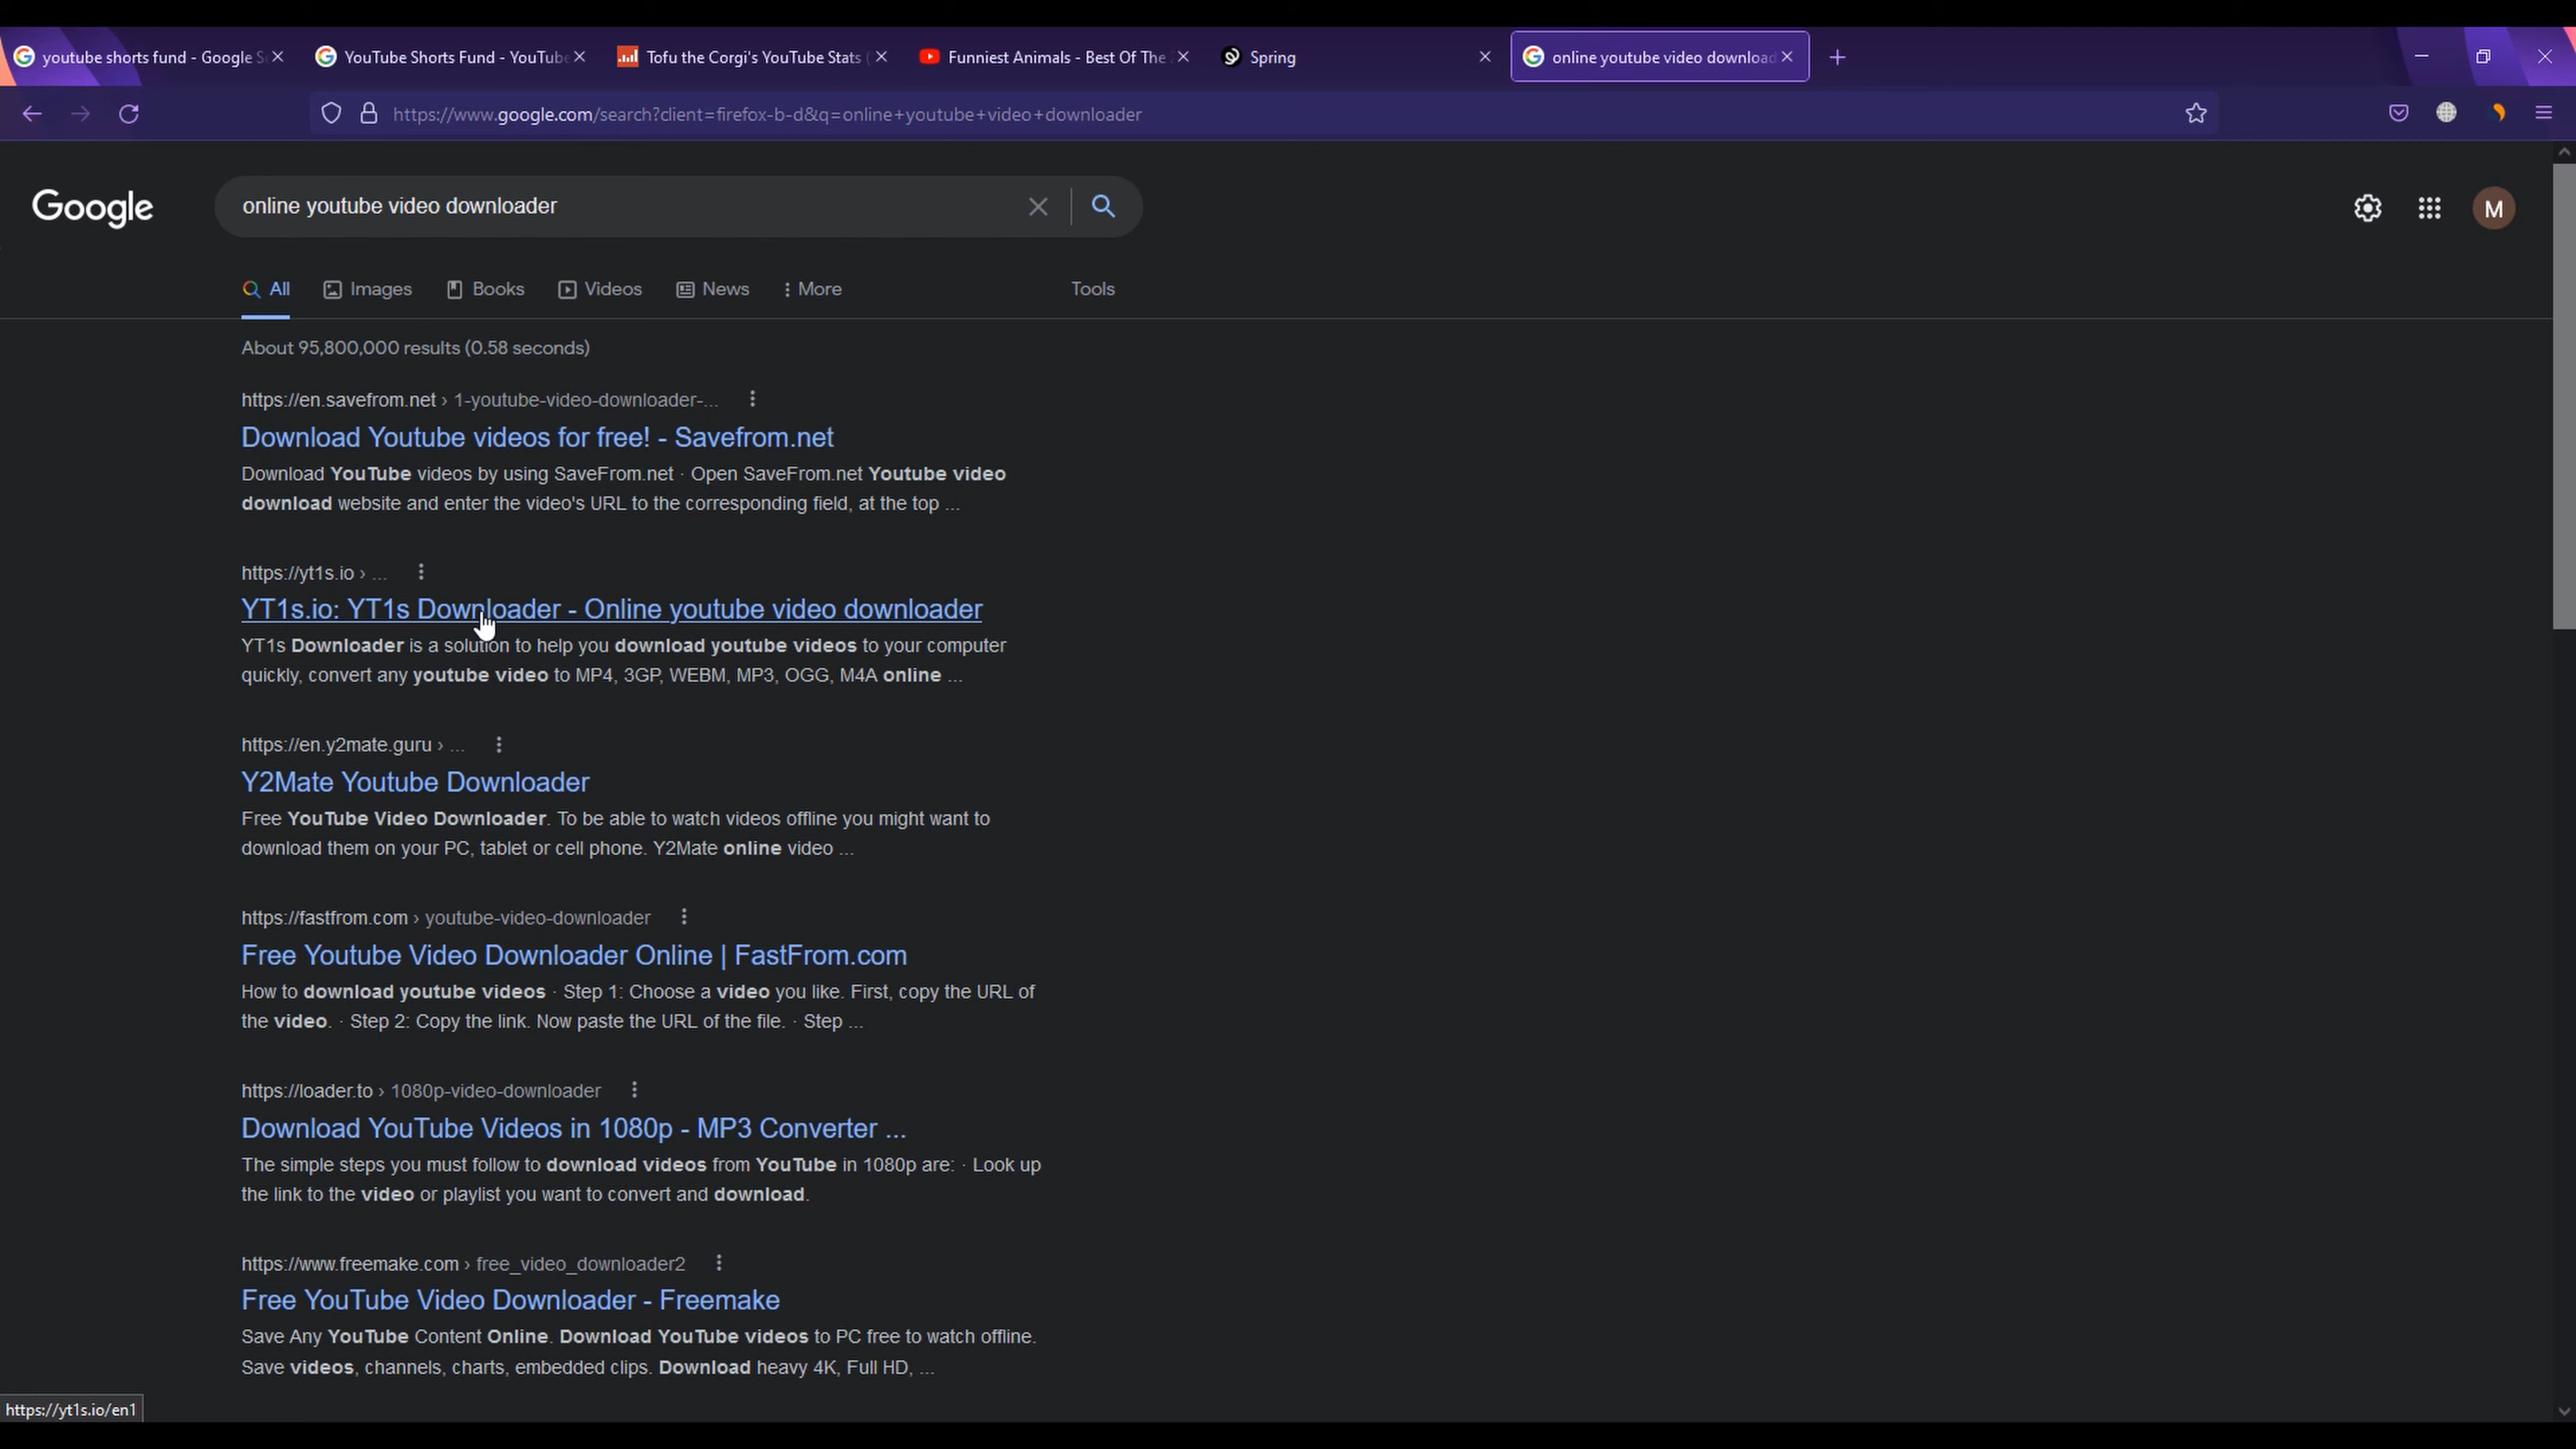 youtube shorts fund - Google S
YouTube Shorts Fund - YouTube
Tofu the Corgi's YouTube Stats (
Funniest Animals - Best Of The
Spring
online youtube video download
https://www.google.com/search?client=firefox-b-d&q=online+youtube+video+downloader
Google
online youtube video downloader
M
All
Images
Books
Videos
News
More
Tools
About 95,800,000 results (0.58 seconds)
https://en.savefrom.net › 1-youtube-video-downloader-...
Download Youtube videos for free! - Savefrom.net
Download YouTube videos by using SaveFrom.net · Open SaveFrom.net Youtube video
download website and enter the video's URL to the corresponding field, at the top ...
https://yt1s.io › ...
YT1s.io: YT1s Downloader - Online youtube video downloader
YT1s Downloader is a solution to help you download youtube videos to your computer
quickly, convert any youtube video to MP4, 3GP, WEBM, MP3, OGG, M4A online ...
https://en.y2mate.guru › ...
Y2Mate Youtube Downloader
Free YouTube Video Downloader. To be able to watch videos offline you might want to
download them on your PC, tablet or cell phone. Y2Mate online video ...
https://fastfrom.com › youtube-video-downloader
Free Youtube Video Downloader Online | FastFrom.com
How to download youtube videos · Step 1: Choose a video you like. First, copy the URL of
the video. · Step 2: Copy the link. Now paste the URL of the file. · Step ...
https://loader.to › 1080p-video-downloader
Download YouTube Videos in 1080p - MP3 Converter ...
The simple steps you must follow to download videos from YouTube in 1080p are: · Look up
the link to the video or playlist you want to convert and download.
https://www.freemake.com › free_video_downloader2
Free YouTube Video Downloader - Freemake
Save Any YouTube Content Online. Download YouTube videos to PC free to watch offline.
Save videos, channels, charts, embedded clips. Download heavy 4K, Full HD, ...
https://yt1s.io/en1